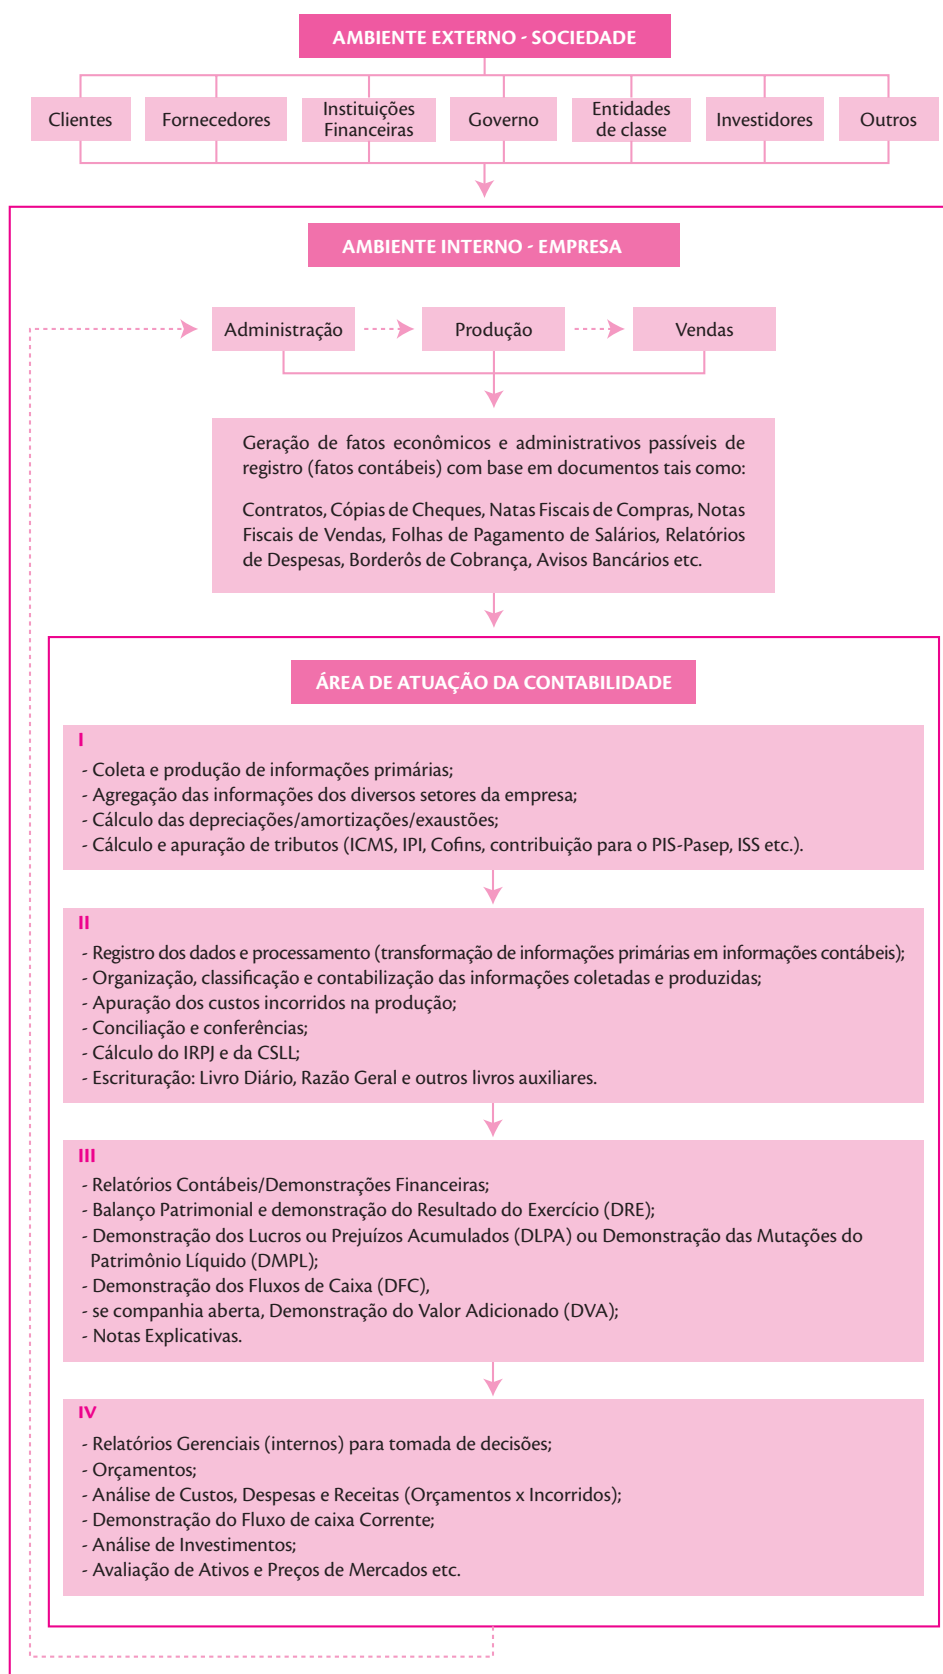 AMBIENTE EXTERNO - SOCIEDADE
Clientes
Fornecedores
Instituições
Financeiras
Governo
Entidades
de classe
Investidores
Outros
AMBIENTE INTERNO - EMPRESA
Administração
Produção
Vendas
Geração de fatos econômicos e administrativos passíveis de
registro (fatos contábeis) com base em documentos tais como:
Contratos, Cópias de Cheques, Natas Fiscais de Compras, Notas
Fiscais de Vendas, Folhas de Pagamento de Salários, Relatórios
de Despesas, Borderôs de Cobrança, Avisos Bancários etc.
ÁREA DE ATUAÇÃO DA CONTABILIDADE
I
- Coleta e produção de informações primárias;
- Agregação das informações dos diversos setores da empresa;
- Cálculo das depreciações/amortizações/exaustões;
- Cálculo e apuração de tributos (ICMS, IPI, Cofins, contribuição para o PIS-Pasep, ISS etc.).
II
- Registro dos dados e processamento (transformação de informações primárias em informações contábeis);
- Organização, classificação e contabilização das informações coletadas e produzidas;
- Apuração dos custos incorridos na produção;
- Conciliação e conferências;
- Cálculo do IRPJ e da CSLL;
- Escrituração: Livro Diário, Razão Geral e outros livros auxiliares.
III
- Relatórios Contábeis/Demonstrações Financeiras;
- Balanço Patrimonial e demonstração do Resultado do Exercício (DRE);
- Demonstração dos Lucros ou Prejuízos Acumulados (DLPA) ou Demonstração das Mutações do
Patrimônio Líquido (DMPL);
- Demonstração dos Fluxos de Caixa (DFC),
- se companhia aberta, Demonstração do Valor Adicionado (DVA);
- Notas Explicativas.
IV
- Relatórios Gerenciais (internos) para tomada de decisões;
- Orçamentos;
- Análise de Custos, Despesas e Receitas (Orçamentos x Incorridos);
- Demonstração do Fluxo de caixa Corrente;
- Análise de Investimentos;
- Avaliação de Ativos e Preços de Mercados etc.